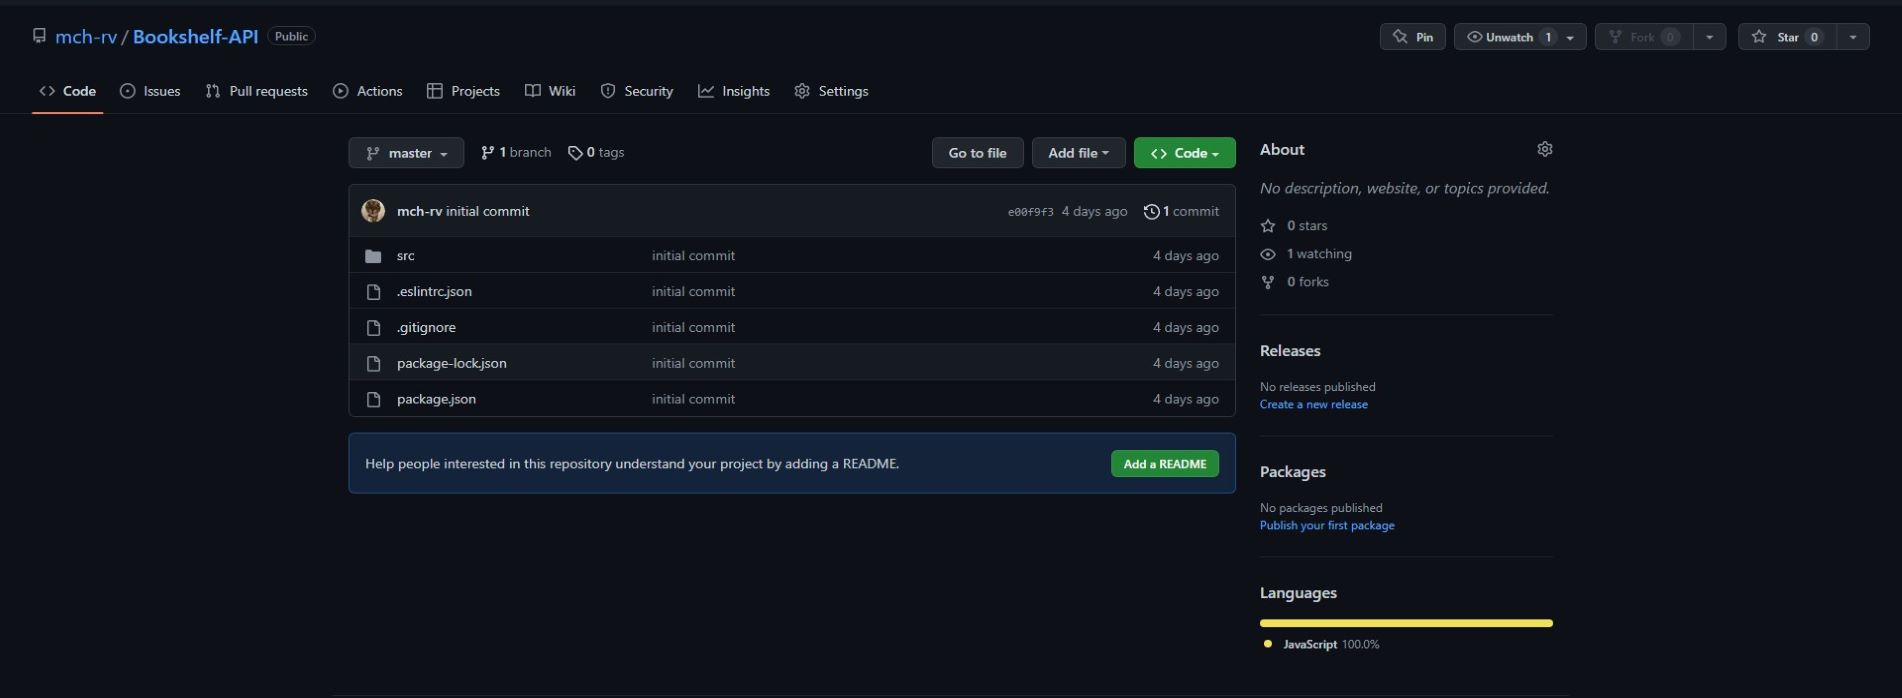 mch-rv / Bookshelf-API Public
Pin
Unwatch 1
Fork 0
Star 0
Code Issues Pull requests Actions Projects Wiki Security Insights Settings
master 1 branch 0 tags
Go to file Add file Code
mch-rv initial commit e00f9f3 4 days ago 1 commit
src initial commit 4 days ago
.eslintrc.json initial commit 4 days ago
.gitignore initial commit 4 days ago
package-lock.json initial commit 4 days ago
package.json initial commit 4 days ago
Help people interested in this repository understand your project by adding a README. Add a README
About
No description, website, or topics provided.
0 stars
1 watching
0 forks
Releases
No releases published
Create a new release
Packages
No packages published
Publish your first package
Languages
JavaScript 100.0%